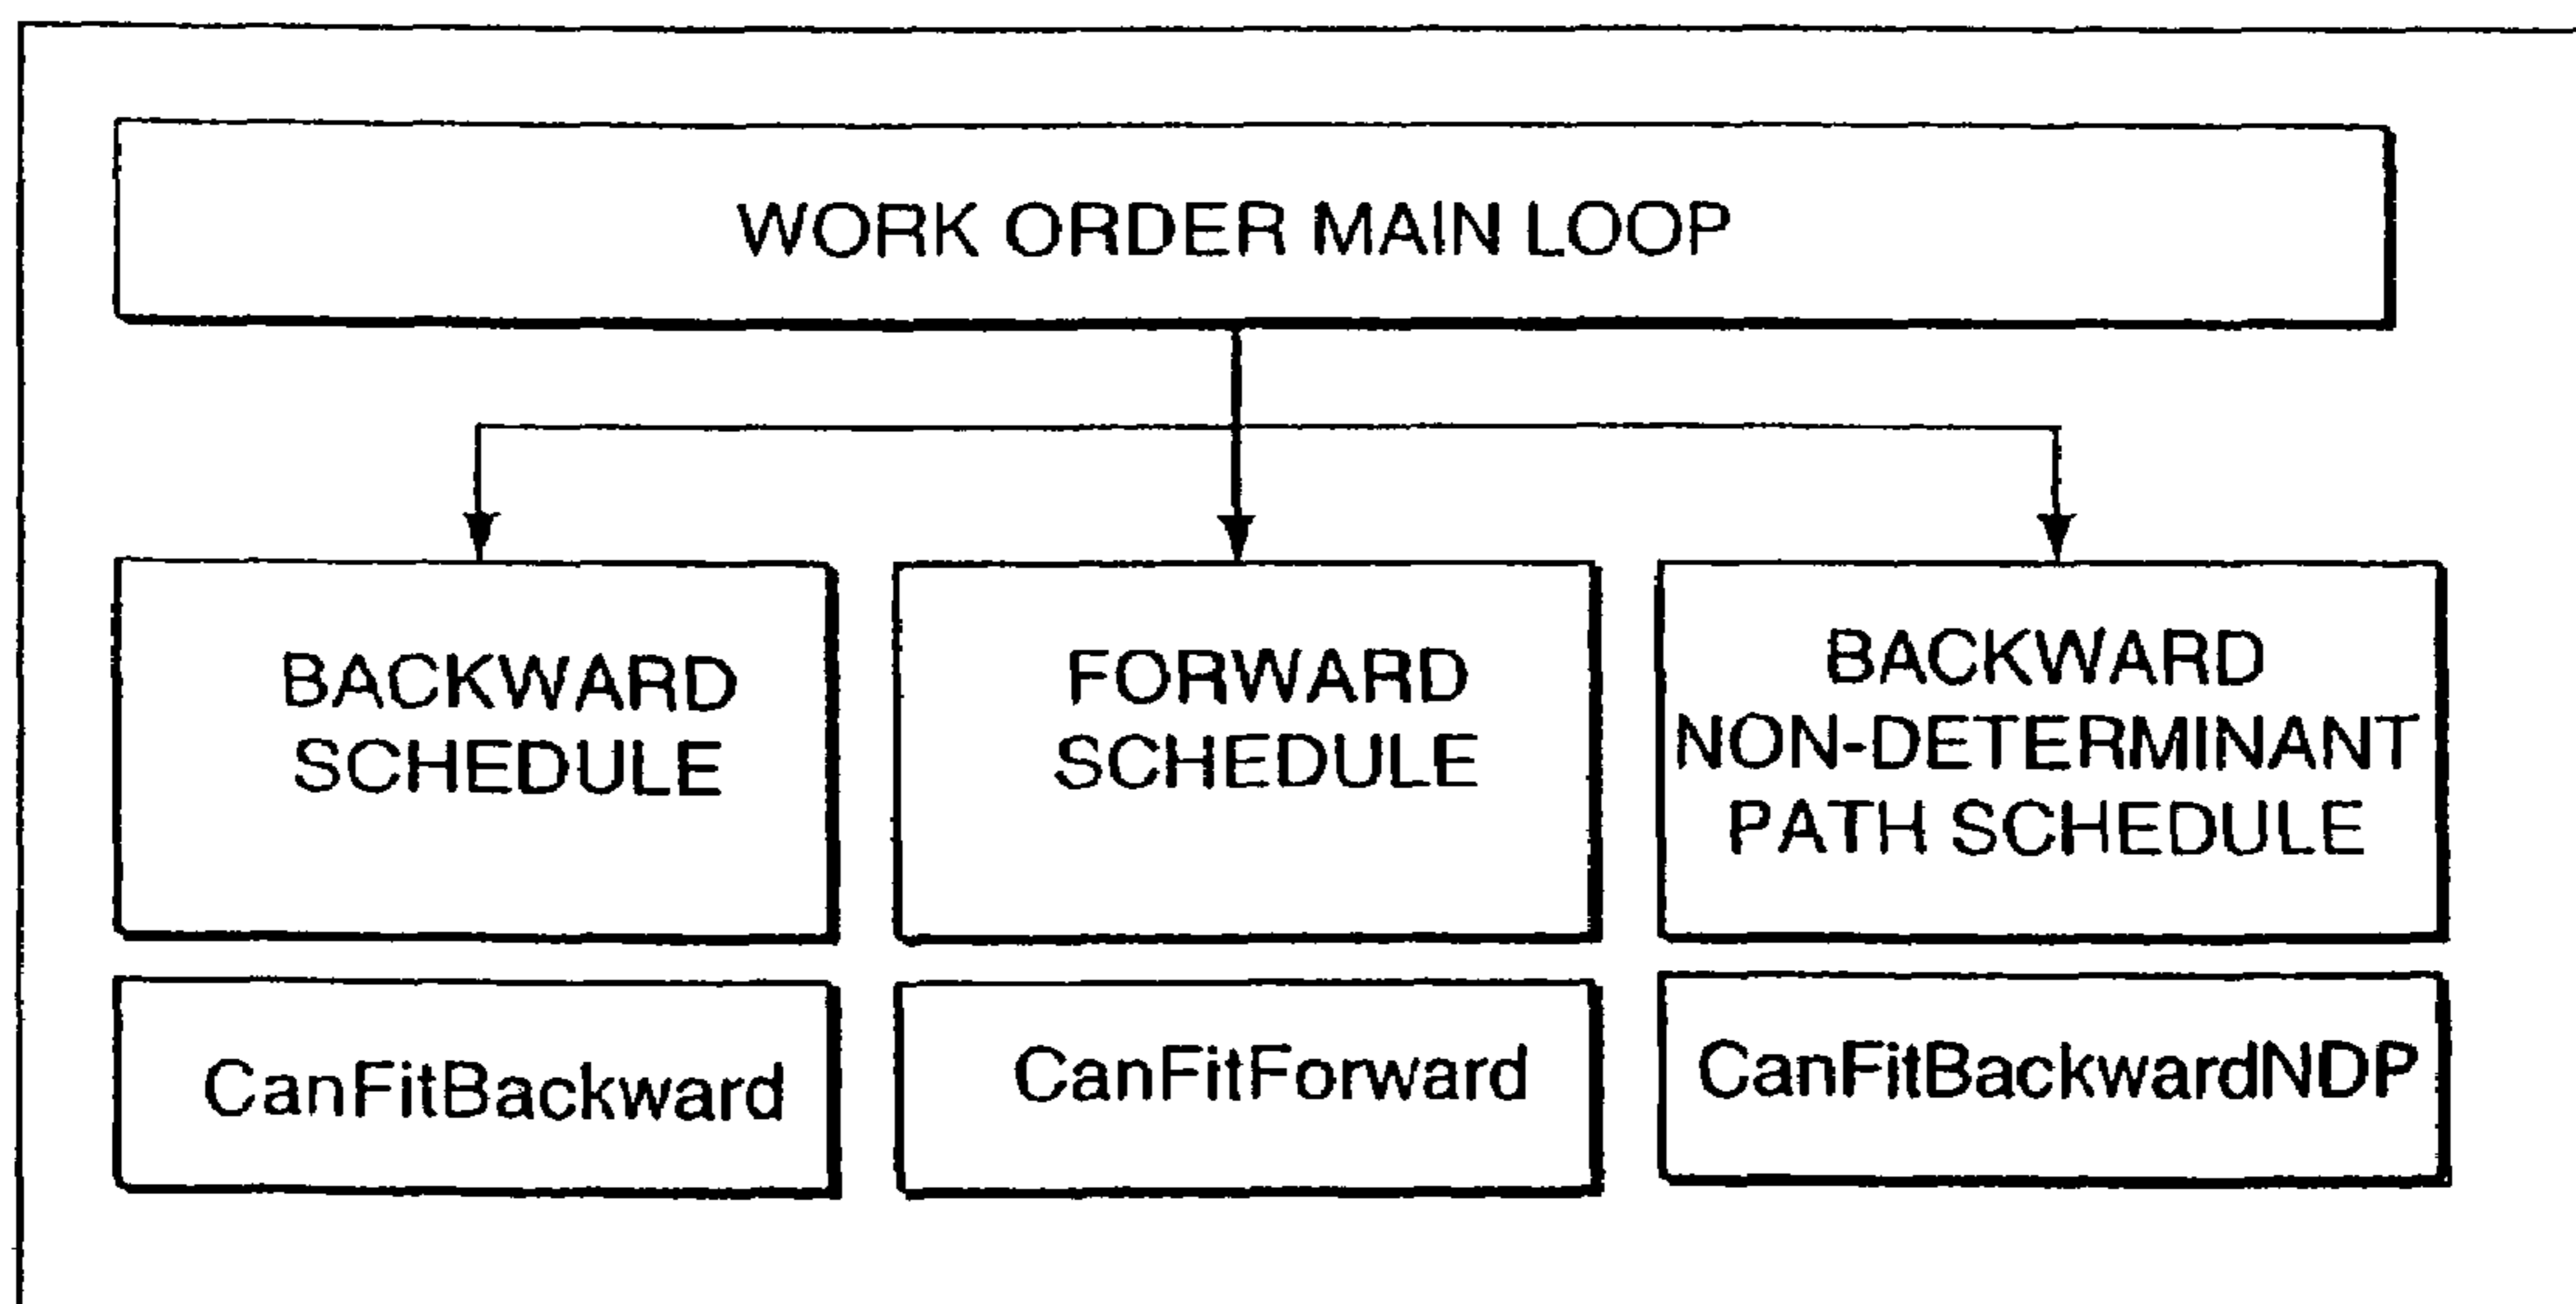 WORK ORDER MAIN LOOP
BACKWARD
SCHEDULE
FORWARD
SCHEDULE
BACKWARD
NON-DETERMINANT
PATH SCHEDULE
CanFitBackward
CanFitForward
CanFitBackwardNDP